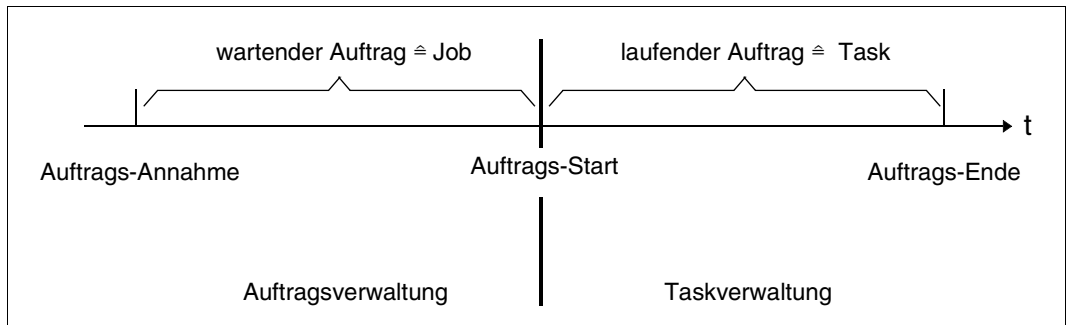 wartender Auftrag ≙ Job
laufender Auftrag ≙ Task
t
Auftrags-Annahme
Auftrags-Start
Auftrags-Ende
Auftragsverwaltung
Taskverwaltung